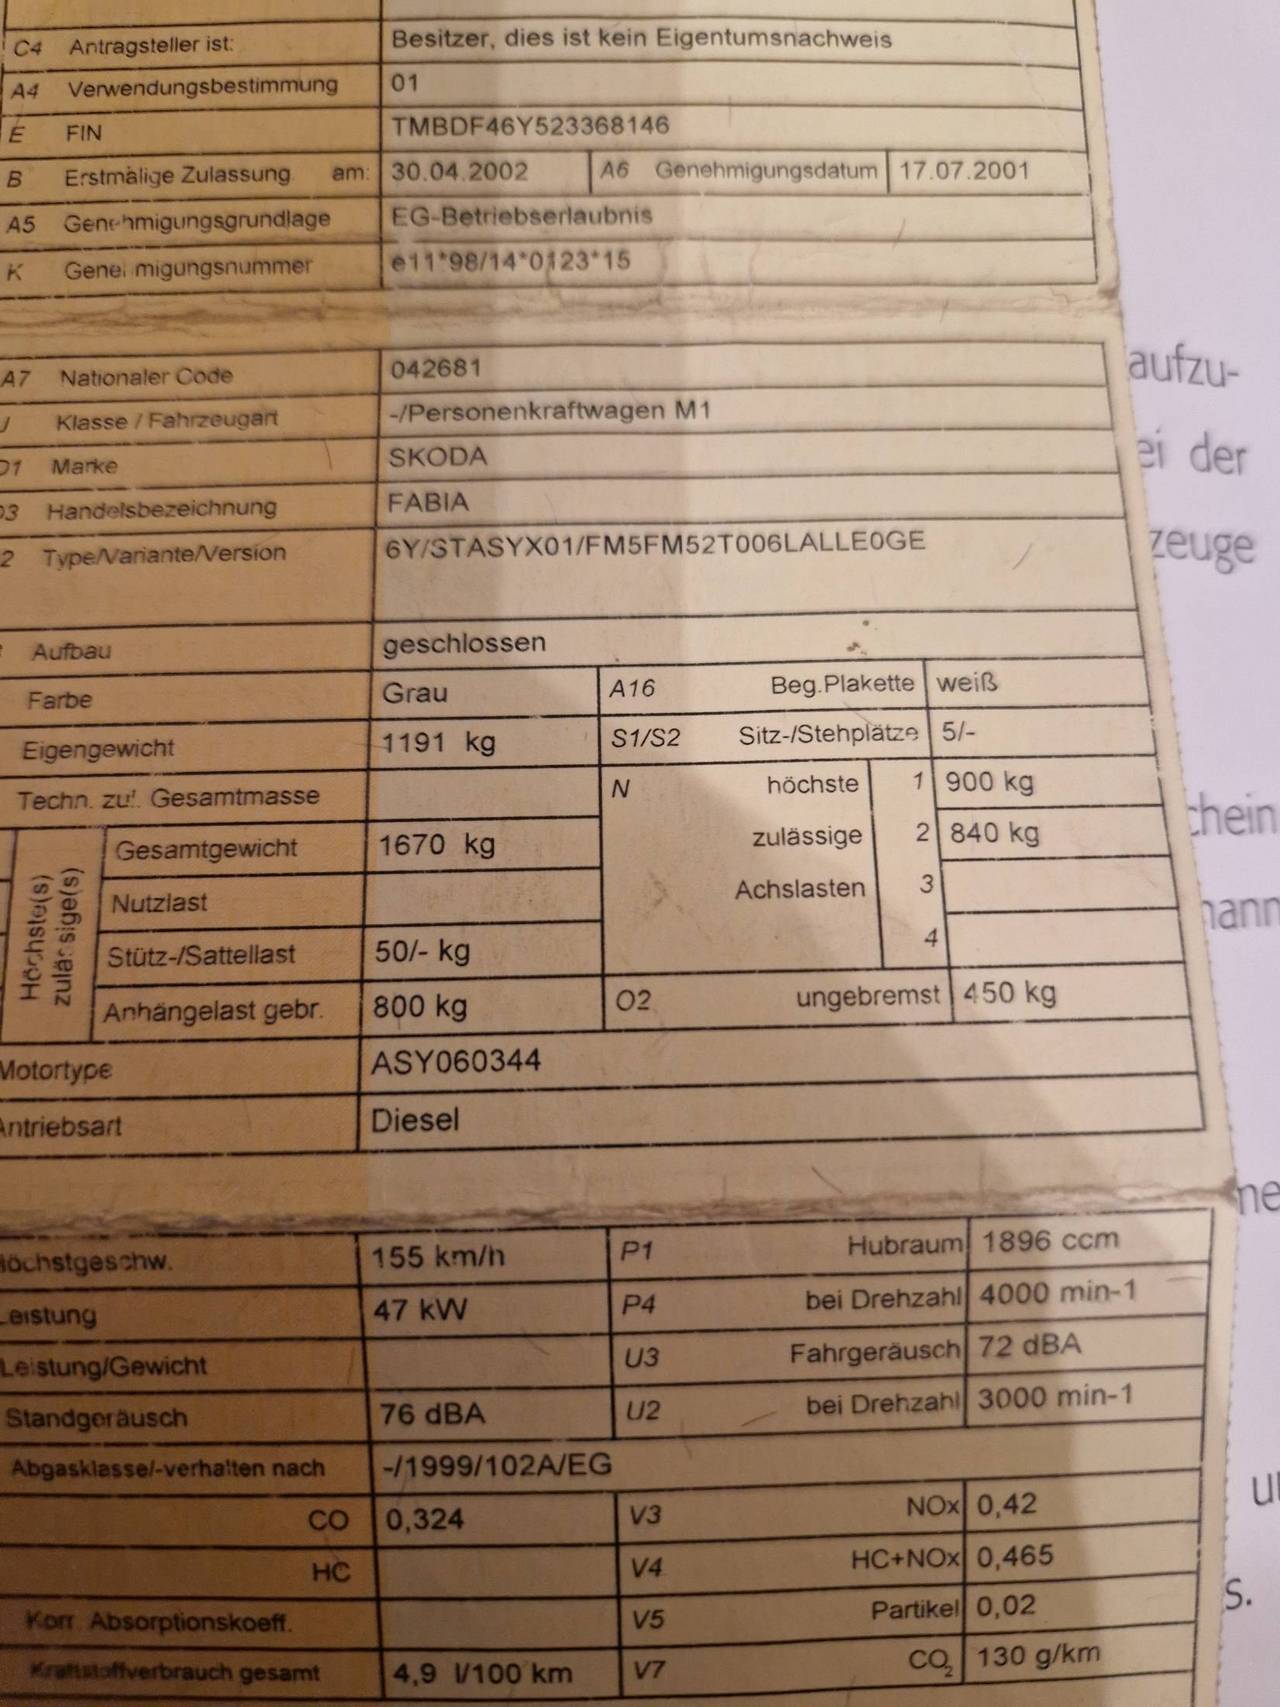 C4 Antragsteller ist: Besitzer, dies ist kein Eigentumsnachweis
A4 Verwendungsbestimmung 01
E FIN TMBDF46Y523368146
B Erstmalige Zulassung am: 30.04.2002 A6 Genehmigungsdatum 17.07.2001
A5 Genehmigungsgrundlage EG-Betriebserlaubnis
K Genehmigungsnummer e11*98/14*0123*15
A7 Nationaler Code 042681
J Klasse / Fahrzeugart -/Personenkraftwagen M1
D1 Marke SKODA
D3 Handelsbezeichnung FABIA
2 Type/Variante/Version 6Y/STASYX01/FM5FM52T006LALLE0GE
Aufbau geschlossen
Farbe Grau A16 Beg.Plakette weiß
Eigengewicht 1191 kg S1/S2 Sitz-/Stehplätze 5/-
Techn. zul. Gesamtmasse N höchste 1 900 kg
Höchste(s) zulässige(s) Gesamtgewicht 1670 kg zulässige 2 840 kg
Nutzlast Achslasten 3
Stütz-/Sattellast 50/- kg 4
Anhängelast gebr. 800 kg O2 ungebremst 450 kg
Motortype ASY060344
Antriebsart Diesel
Höchstgeschw. 155 km/h P1 Hubraum 1896 ccm
Leistung 47 kW P4 bei Drehzahl 4000 min-1
Leistung/Gewicht U3 Fahrgeräusch 72 dBA
Standgeräusch 76 dBA U2 bei Drehzahl 3000 min-1
Abgasklasse/-verhalten nach -/1999/102A/EG
CO 0,324 V3 NOx 0,42
HC V4 HC+NOx 0,465
Korr. Absorptionskoeff. V5 Partikel 0,02
Kraftstoffverbrauch gesamt 4,9 l/100 km V7 CO₂ 130 g/km
aufzu-
ei der
zeuge
chein
nann
ne
s.